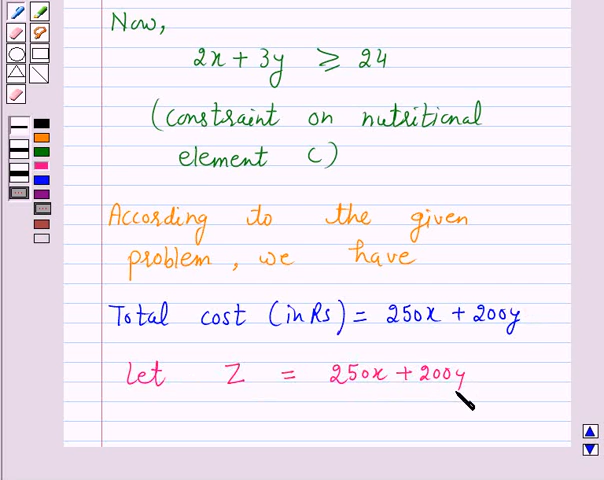 Now,
2x + 3y ≥ 24
(constraint on nutritional
element C)
According to the given
problem, we have
Total cost (in Rs) = 250x + 200y
Let Z = 250x + 200y